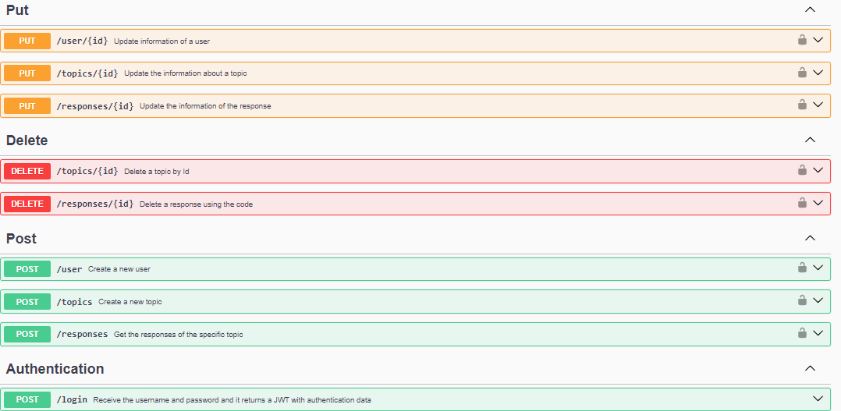 Put
PUT /user/{id} Update information of a user
PUT /topics/{id} Update the information about a topic
PUT /responses/{id} Update the information of the response
Delete
DELETE /topics/{id} Delete a topic by Id
DELETE /responses/{id} Delete a response using the code
Post
POST /user Create a new user
POST /topics Create a new topic
POST /responses Get the responses of the specific topic
Authentication
POST /login Receive the username and password and it returns a JWT with authentication data